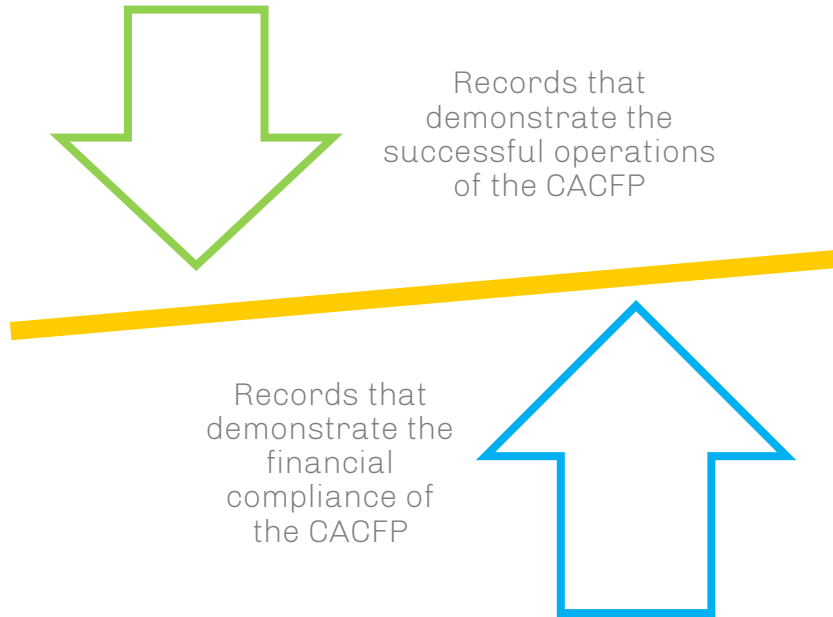 Records that
demonstrate the
successful operations
of the CACFP
Records that
demonstrate the
financial
compliance of
the CACFP